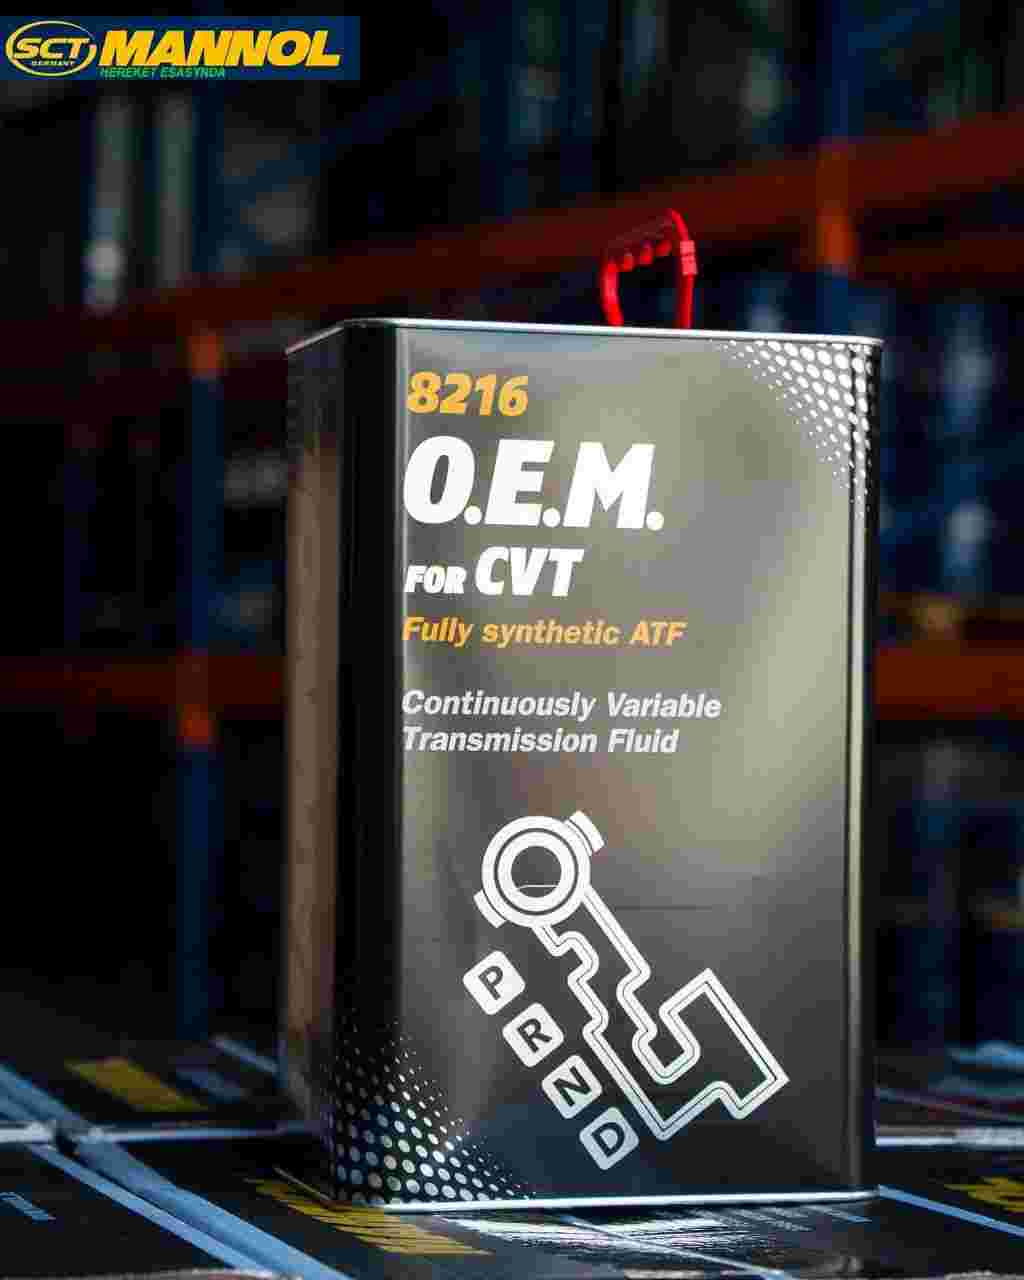 SCT
GERMANY
MANNOL
HEREKET ESASYNDA
8216
O.E.M.
FOR CVT
Fully synthetic ATF
Continuously Variable
Transmission Fluid
P
R
N
D